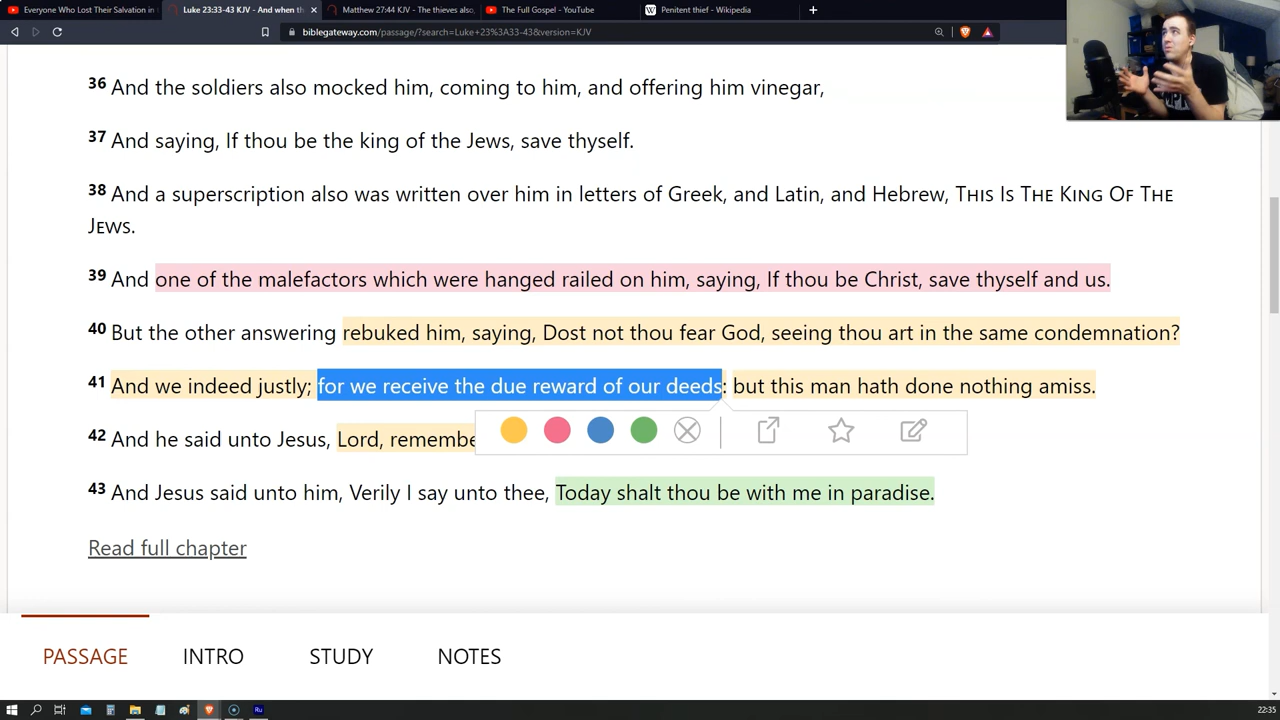 Everyone Who Lost Their Salvation in
Luke 23:33-43 KJV - And when th
Matthew 27:44 KJV - The thieves also,
The Full Gospel - YouTube
Penitent thief - Wikipedia
biblegateway.com/passage/?search=Luke+23%3A33-43&version=KJV
36 And the soldiers also mocked him, coming to him, and offering him vinegar,
37 And saying, If thou be the king of the Jews, save thyself.
38 And a superscription also was written over him in letters of Greek, and Latin, and Hebrew, This Is The King Of The
Jews.
39 And one of the malefactors which were hanged railed on him, saying, If thou be Christ, save thyself and us.
40 But the other answering rebuked him, saying, Dost not thou fear God, seeing thou art in the same condemnation?
41 And we indeed justly; for we receive the due reward of our deeds: but this man hath done nothing amiss.
42 And he said unto Jesus, Lord, remembe
43 And Jesus said unto him, Verily I say unto thee, Today shalt thou be with me in paradise.
Read full chapter
PASSAGE INTRO STUDY NOTES
Ru
22:35